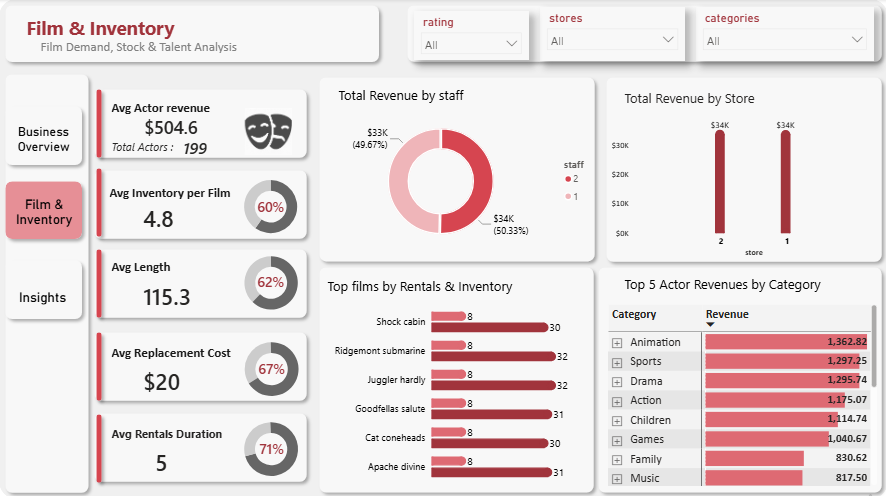 Film & Inventory
Film Demand, Stock & Talent Analysis
rating
All
stores
All
categories
All
Business
Overview
Film &
Inventory
Insights
Avg Actor revenue
$504.6
Total Actors : 199
Avg Inventory per Film
4.8
60%
Avg Length
115.3
62%
Avg Replacement Cost
$20
67%
Avg Rentals Duration
5
71%
Total Revenue by staff
$33K
(49.67%)
$34K
(50.33%)
staff
2
1
Total Revenue by Store
$30K
$20K
$10K
$0K
$34K
$34K
2
1
store
Top films by Rentals & Inventory
Shock cabin 8 30
Ridgemont submarine 8 32
Juggler hardly 8 32
Goodfellas salute 8 31
Cat coneheads 8 30
Apache divine 8 31
Top 5 Actor Revenues by Category
Category Revenue
Animation 1,362.82
Sports 1,297.25
Drama 1,295.74
Action 1,175.07
Children 1,114.74
Games 1,040.67
Family 830.62
Music 817.50